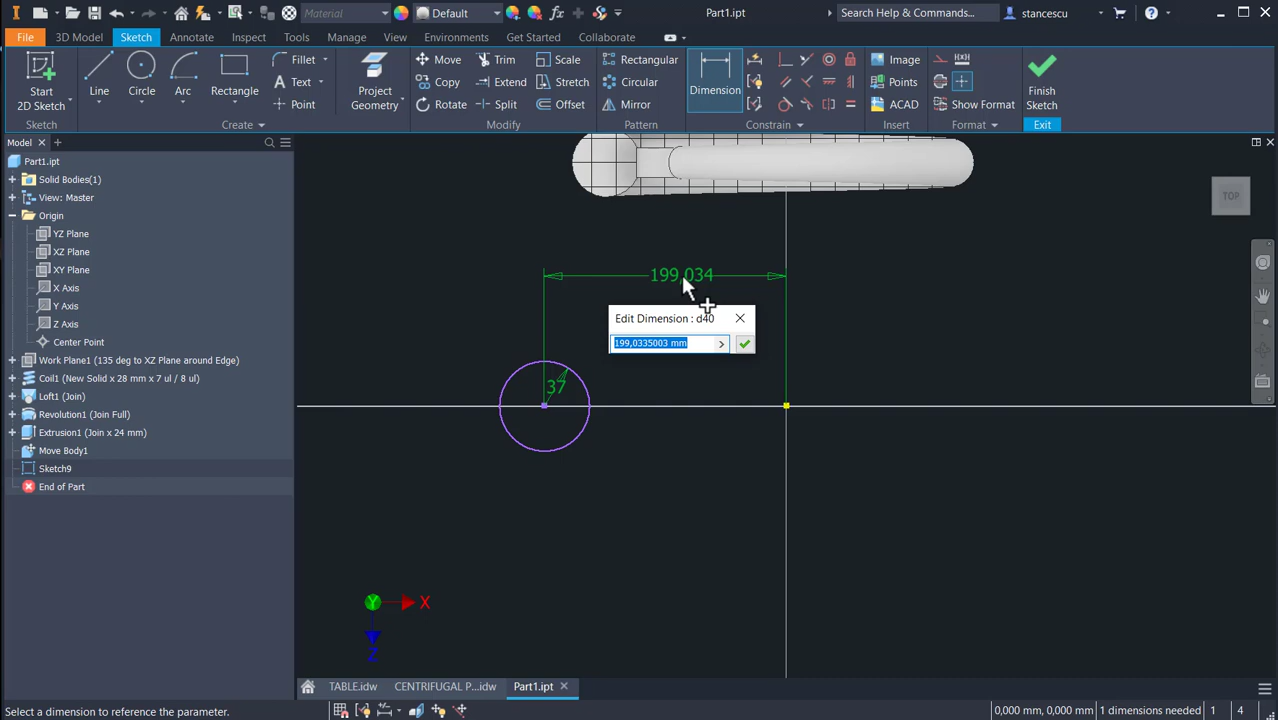 Material
Default
Part1.ipt
Search Help & Commands...
stancescu
File
3D Model
Sketch
Annotate
Inspect
Tools
Manage
View
Environments
Get Started
Collaborate
Start
2D Sketch
Line
Circle
Arc
Rectangle
Fillet
Text
Point
Project
Geometry
Move
Copy
Rotate
Trim
Extend
Split
Scale
Stretch
Offset
Rectangular
Circular
Mirror
Dimension
Image
Points
ACAD
Show Format
Finish
Sketch
Sketch
Create
Modify
Pattern
Constrain
Insert
Format
Exit
Model
Part1.ipt
Solid Bodies(1)
View: Master
Origin
YZ Plane
XZ Plane
XY Plane
X Axis
Y Axis
Z Axis
Center Point
Work Plane1 (135 deg to XZ Plane around Edge)
Coil1 (New Solid x 28 mm x 7 ul / 0 deg)
Loft1 (Join)
Revolution1 (Join Full)
Extrusion1 (Join x 24 mm)
Move Body1
Sketch9
End of Part
TOP
199,034
Edit Dimension : d40
199,0335003 mm
37
Y
X
Z
TABLE.idw
CENTRIFUGAL P...idw
Part1.ipt
Select a dimension to reference the parameter.
0,000 mm, 0,000 mm
1 dimensions needed
1
4